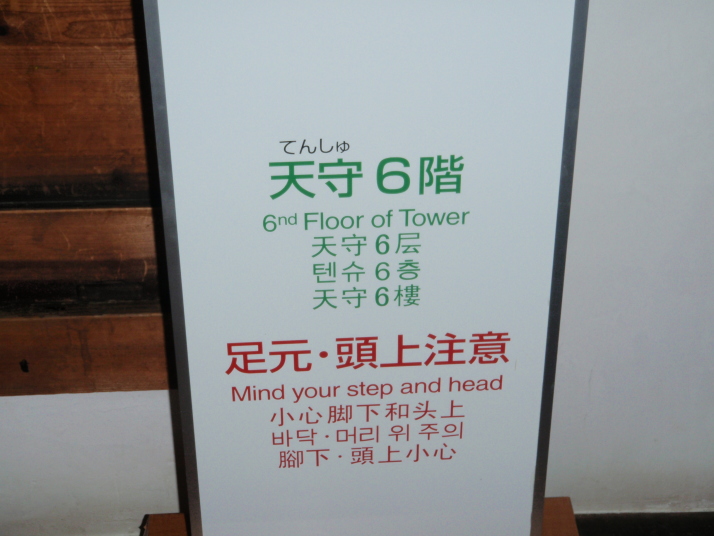 てんしゅ
天守6階
6nd Floor of Tower
天守6层
텐슈6층
天守6樓
足元・頭上注意
Mind your step and head
小心脚下和头上
바닥・머리 위 주의
腳下・頭上小心